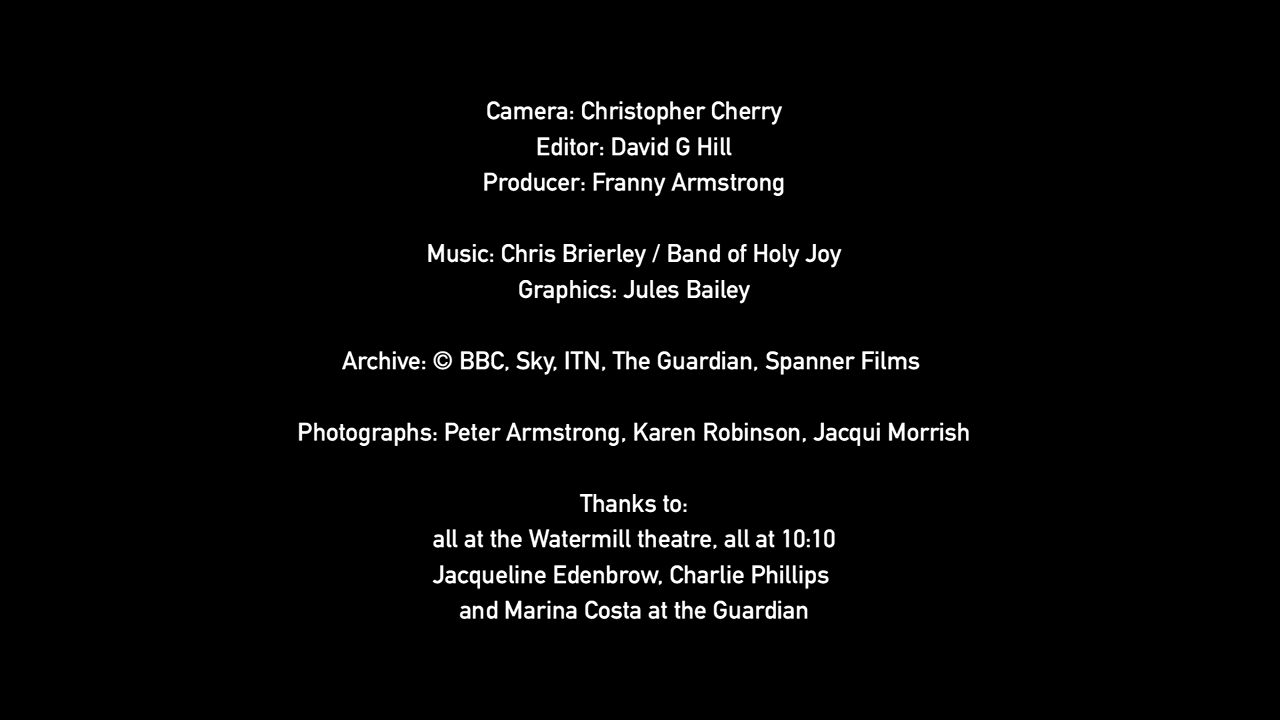 Camera: Christopher Cherry
Editor: David G Hill
Producer: Franny Armstrong
Music: Chris Brierley / Band of Holy Joy
Graphics: Jules Bailey
Archive: © BBC, Sky, ITN, The Guardian, Spanner Films
Photographs: Peter Armstrong, Karen Robinson, Jacqui Morrish
Thanks to:
all at the Watermill theatre, all at 10:10
Jacqueline Edenbrow, Charlie Phillips
and Marina Costa at the Guardian